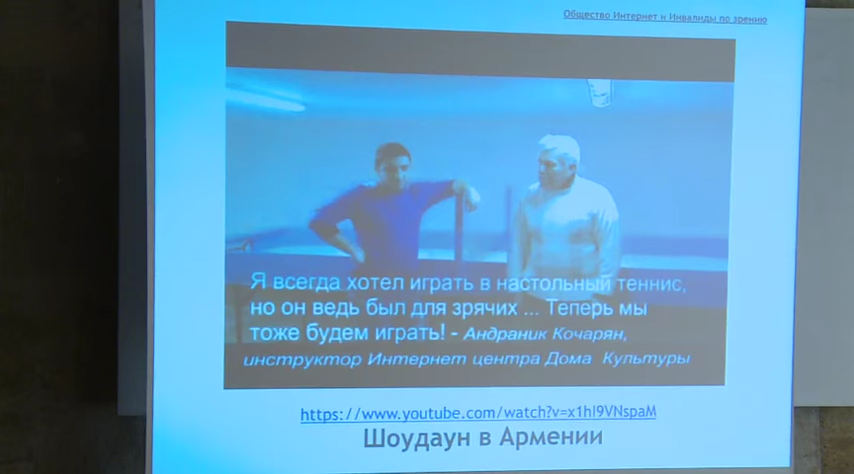 Общество Интернет и Инвалиды по зрению
Я всегда хотел играть в настольный теннис,
но он ведь был для зрячих ... Теперь мы
тоже будем играть! - Андраник Кочарян,
инструктор Интернет центра Дома Культуры
https://www.youtube.com/watch?v=x1hI9VNspaM
Шоудаун в Армении